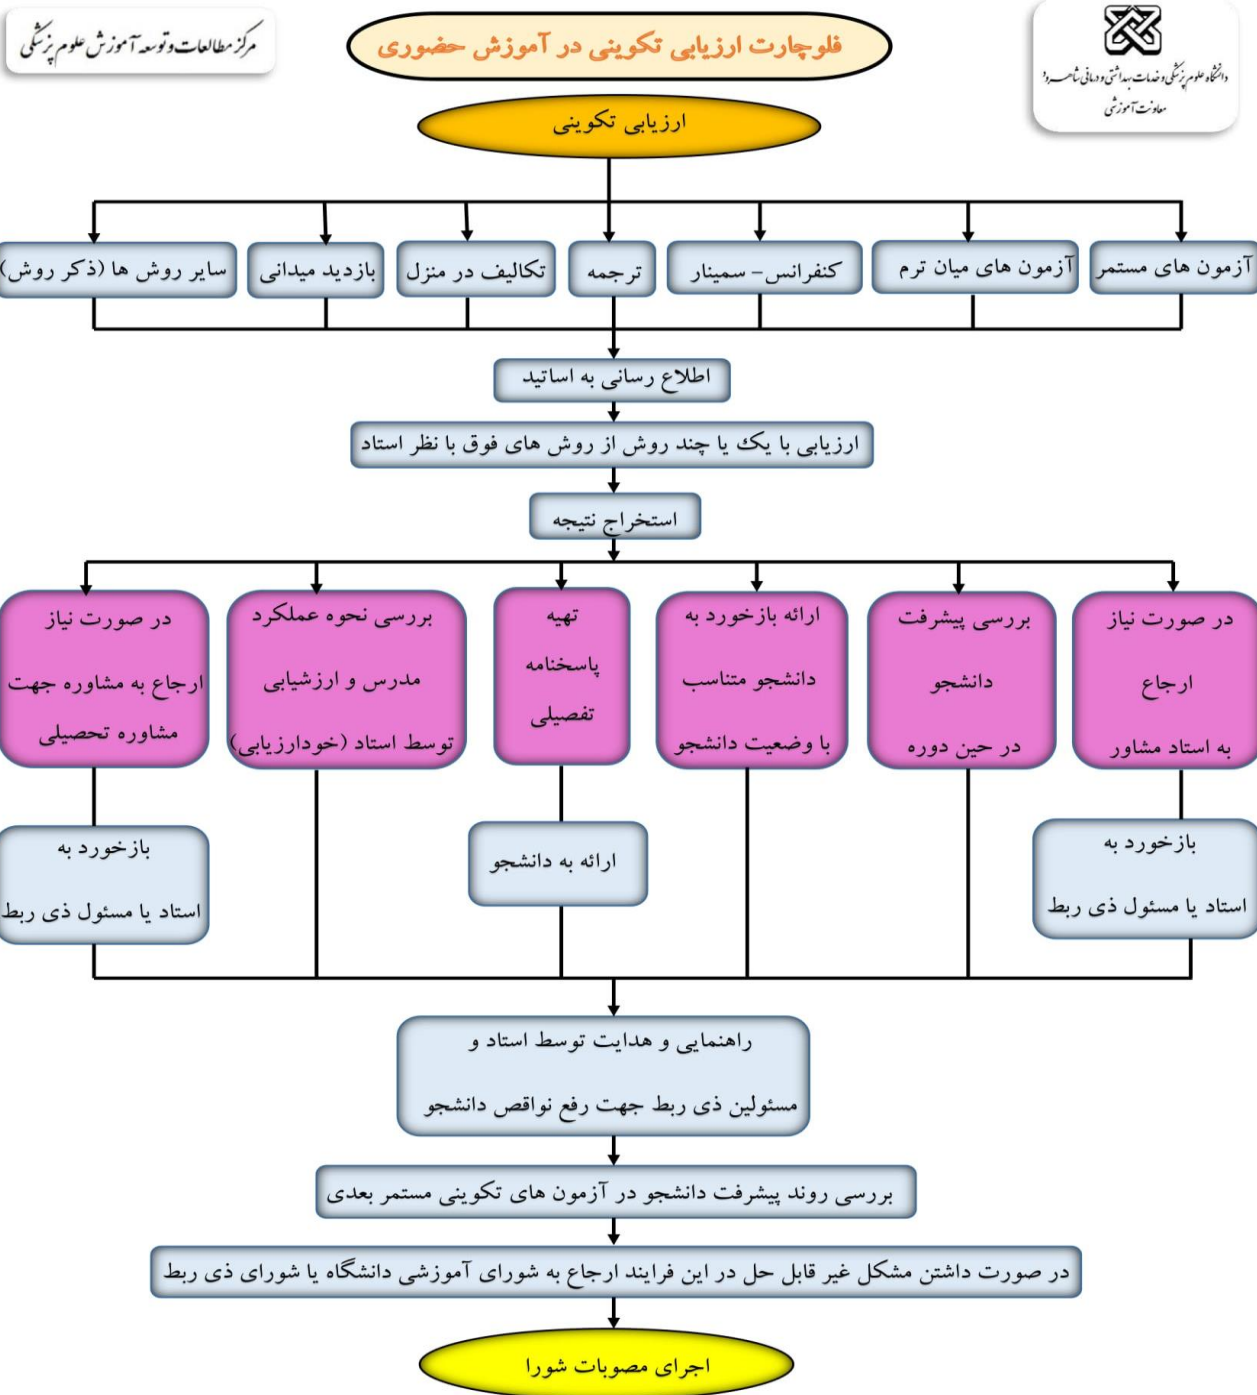 مرکز مطالعات و توسعه آموزش علوم پزشکی
فلوچارت ارزیابی تکوینی در آموزش حضوری
دانشگاه علوم پزشکی و خدمات بهداشتی و درمانی شاهرود
معاونت آموزشی
ارزیابی تکوینی
آزمون های مستمر
آزمون های میان ترم
کنفرانس- سمینار
ترجمه
تکالیف در منزل
بازدید میدانی
سایر روش ها (ذکر روش)
اطلاع رسانی به اساتید
ارزیابی با یک یا چند روش از روش های فوق با نظر استاد
استخراج نتیجه
در صورت نیاز
ارجاع
به استاد مشاور
بررسی پیشرفت
دانشجو
در حین دوره
ارائه بازخورد به
دانشجو متناسب
با وضعیت دانشجو
تهیه
پاسخنامه
تفصیلی
بررسی نحوه عملکرد
مدرس و ارزشیابی
توسط استاد (خودارزیابی)
در صورت نیاز
ارجاع به مشاوره جهت
مشاوره تحصیلی
بازخورد به
استاد یا مسئول ذی ربط
ارائه به دانشجو
بازخورد به
استاد یا مسئول ذی ربط
راهنمایی و هدایت توسط استاد و
مسئولین ذی ربط جهت رفع نواقص دانشجو
بررسی روند پیشرفت دانشجو در آزمون های تکوینی مستمر بعدی
در صورت داشتن مشکل غیر قابل حل در این فرایند ارجاع به شورای آموزشی دانشگاه یا شورای ذی ربط
اجرای مصوبات شورا